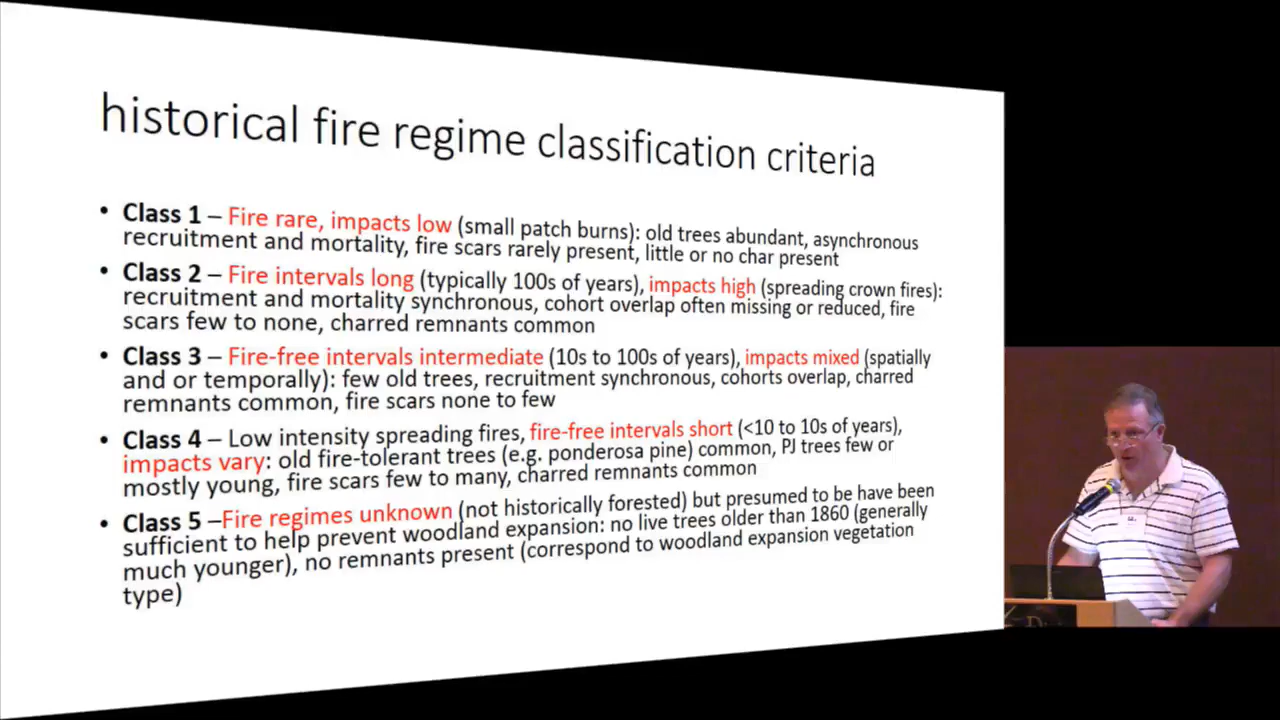 historical fire regime classification criteria
• Class 1 – Fire rare, impacts low (small patch burns): old trees abundant, asynchronous
recruitment and mortality, fire scars rarely present, little or no char present
• Class 2 – Fire intervals long (typically 100s of years), impacts high (spreading crown fires):
recruitment and mortality synchronous, cohort overlap often missing or reduced, fire
scars few to none, charred remnants common
• Class 3 – Fire-free intervals intermediate (10s to 100s of years), impacts mixed (spatially
and or temporally): few old trees, recruitment synchronous, cohorts overlap, charred
remnants common, fire scars none to few
• Class 4 – Low intensity spreading fires, fire-free intervals short (<10 to 10s of years),
impacts vary: old fire-tolerant trees (e.g. ponderosa pine) common, PJ trees few or
mostly young, fire scars few to many, charred remnants common
• Class 5 –Fire regimes unknown (not historically forested) but presumed to be have been
sufficient to help prevent woodland expansion: no live trees older than 1860 (generally
much younger), no remnants present (correspond to woodland expansion vegetation
type)